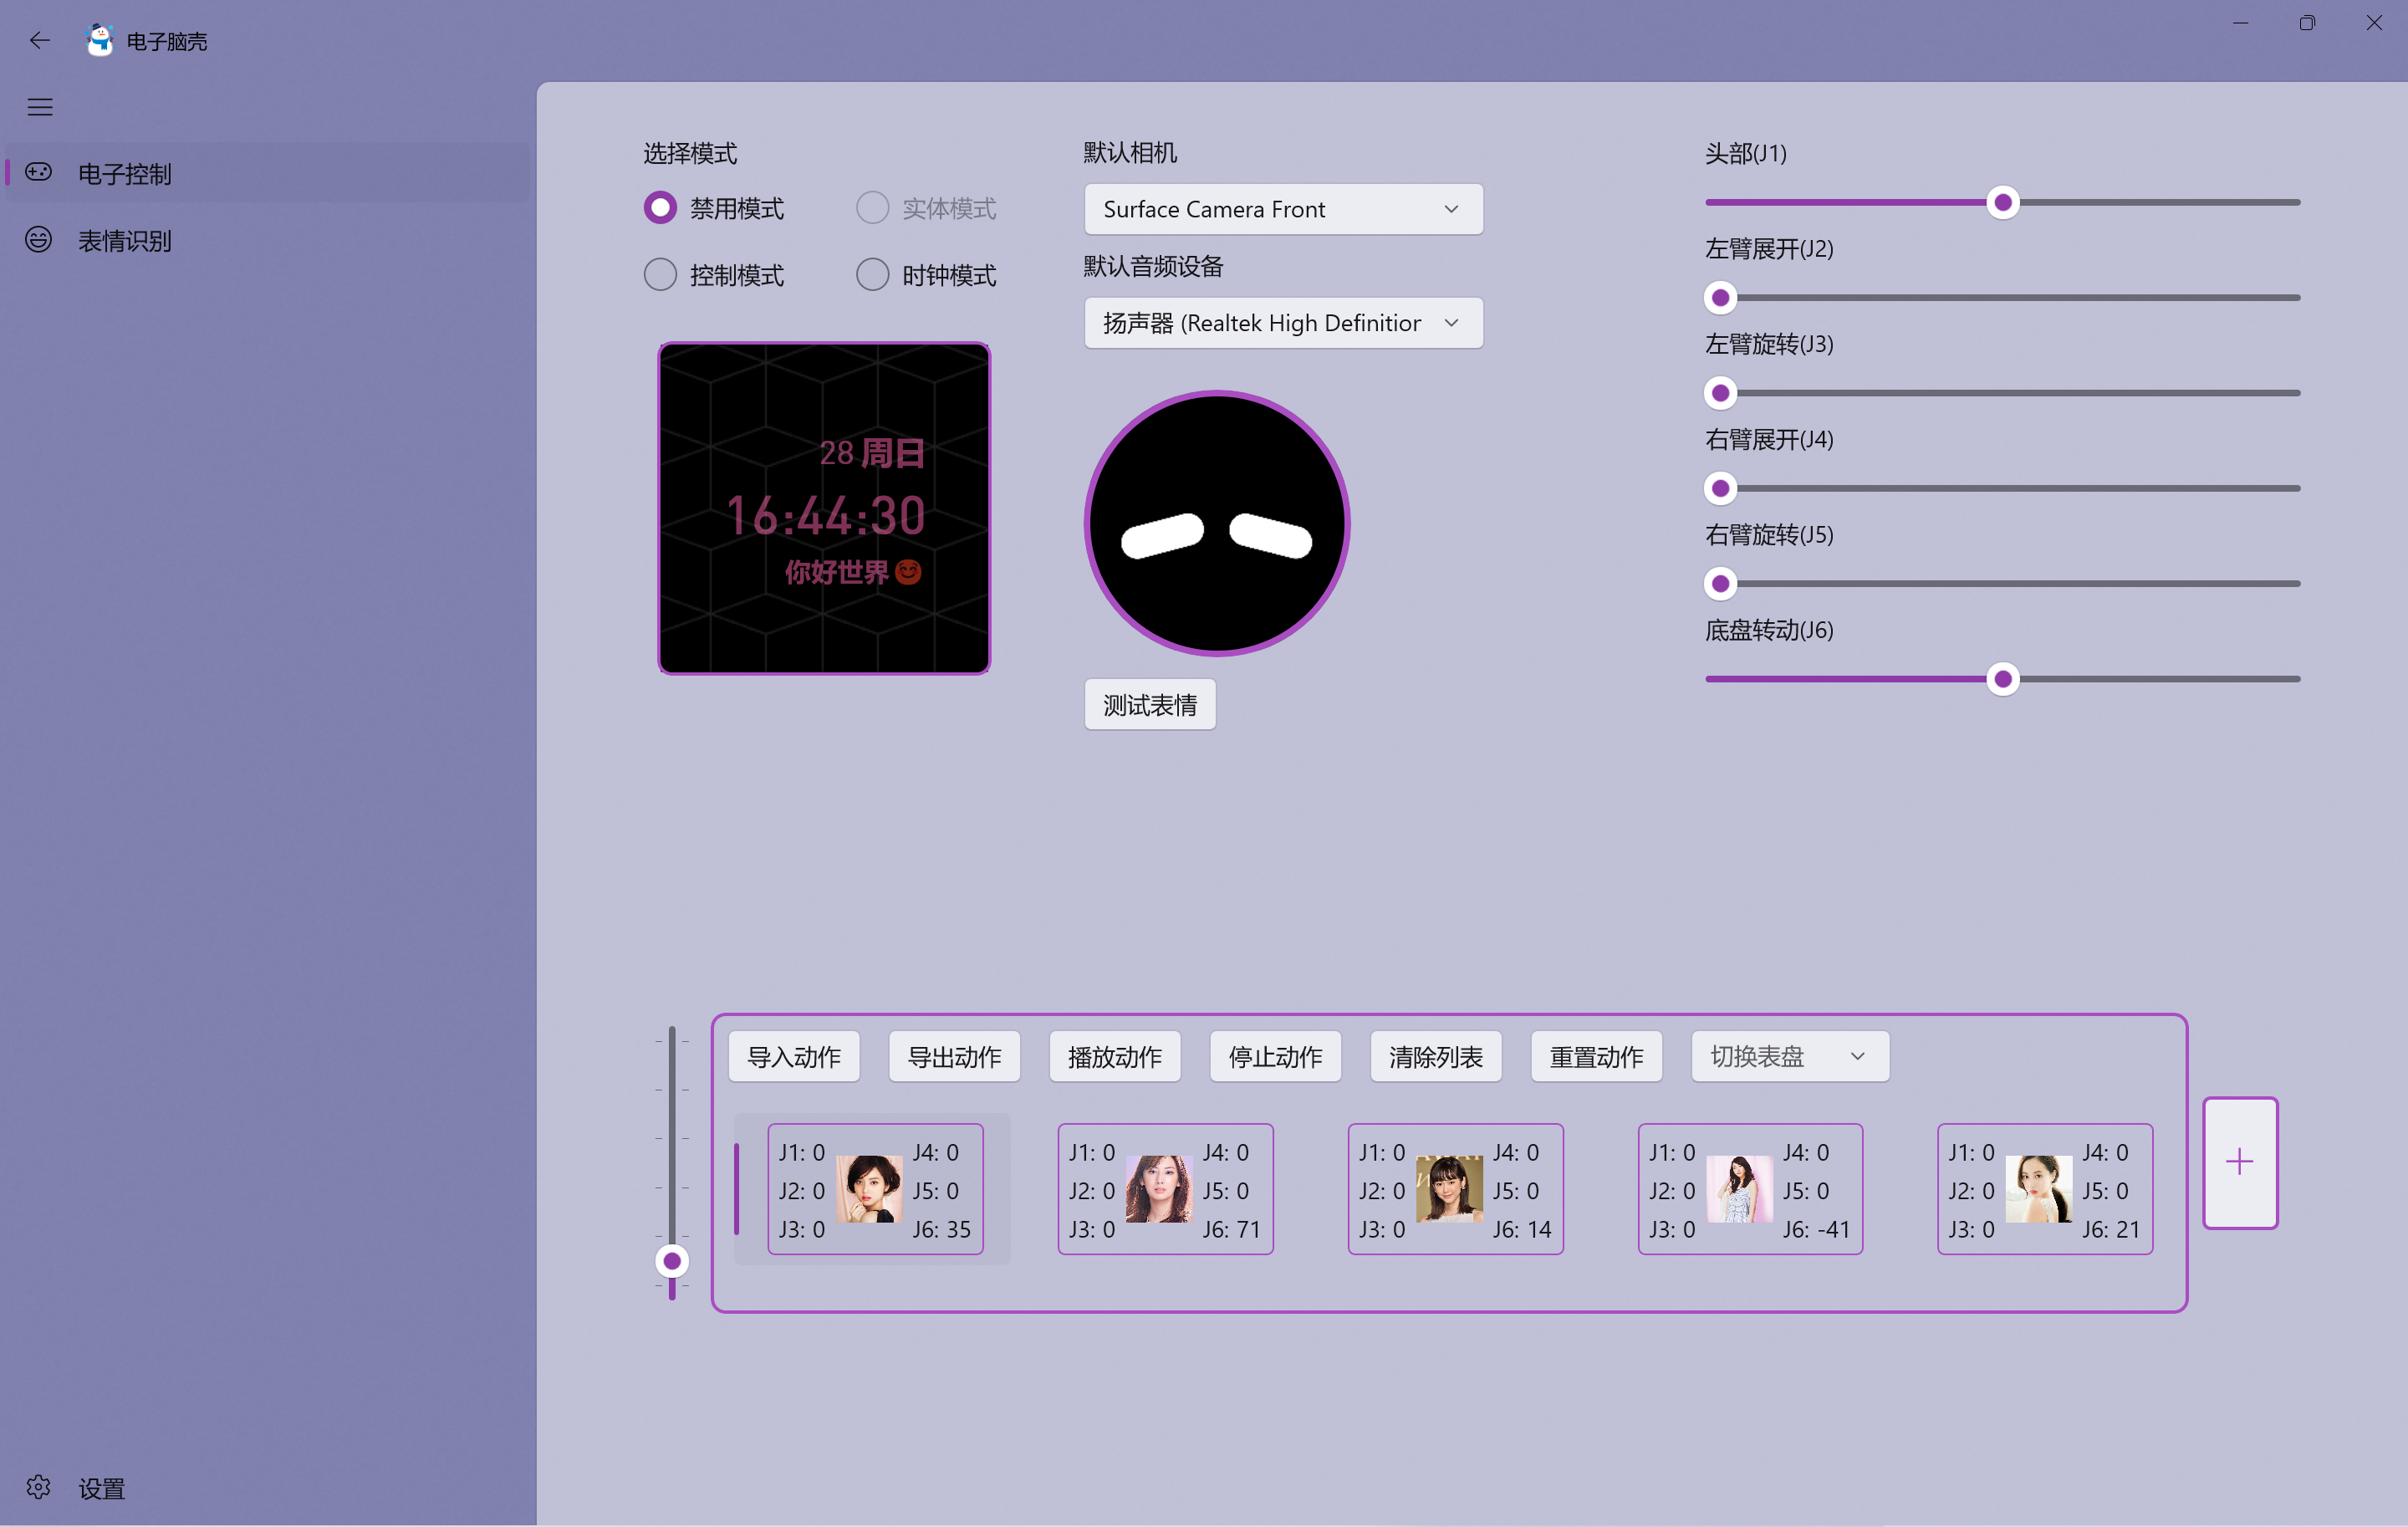 电子脑壳
电子控制
表情识别
设置
选择模式
禁用模式
实体模式
控制模式
时钟模式
28 周日
16:44:30
你好世界😊
默认相机
Surface Camera Front
默认音频设备
扬声器 (Realtek High Definition
测试表情
头部(J1)
左臂展开(J2)
左臂旋转(J3)
右臂展开(J4)
右臂旋转(J5)
底盘转动(J6)
导入动作 导出动作 播放动作 停止动作 清除列表 重置动作 切换表盘
J1: 0 J4: 0
J2: 0 J5: 0
J3: 0 J6: 35
J1: 0 J4: 0
J2: 0 J5: 0
J3: 0 J6: 71
J1: 0 J4: 0
J2: 0 J5: 0
J3: 0 J6: 14
J1: 0 J4: 0
J2: 0 J5: 0
J3: 0 J6: -41
J1: 0 J4: 0
J2: 0 J5: 0
J3: 0 J6: 21